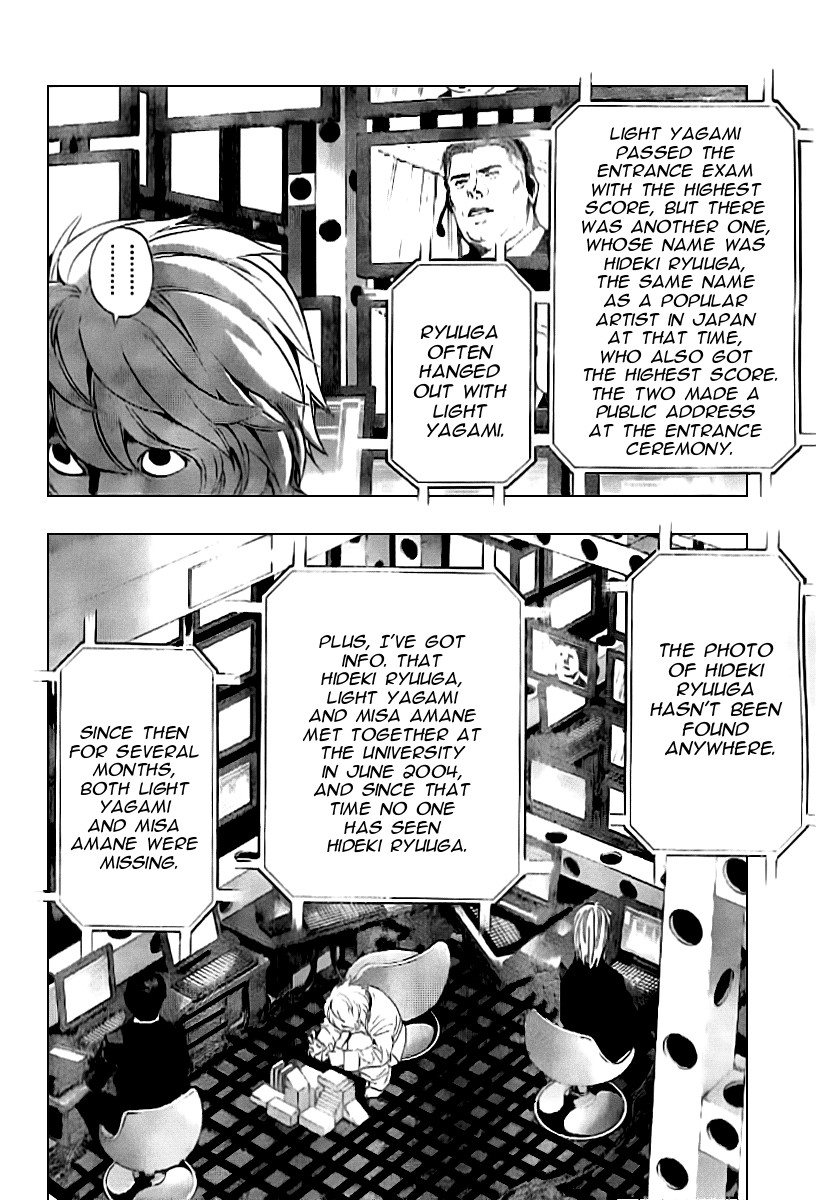 LIGHT YAGAMI
PASSED THE
ENTRANCE EXAM
WITH THE HIGHEST
SCORE, BUT THERE
WAS ANOTHER ONE,
WHOSE NAME WAS
HIDEKI RYUUGA,
THE SAME NAME
AS A POPULAR
ARTIST IN JAPAN
AT THAT TIME,
WHO ALSO GOT
THE HIGHEST SCORE.
THE TWO MADE A
PUBLIC ADDRESS
AT THE ENTRANCE
CEREMONY.
RYUUGA
OFTEN
HANGED
OUT WITH
LIGHT
YAGAMI.
THE PHOTO
OF HIDEKI
RYUUGA
HASN'T BEEN
FOUND
ANYWHERE.
PLUS, I'VE GOT
INFO. THAT
HIDEKI RYUUGA,
LIGHT YAGAMI
AND MISA AMANE
MET TOGETHER AT
THE UNIVERSITY
IN JUNE 2004,
AND SINCE THAT
TIME NO ONE
HAS SEEN
HIDEKI RYUUGA.
SINCE THEN
FOR SEVERAL
MONTHS,
BOTH LIGHT
YAGAMI
AND MISA
AMANE WERE
MISSING.